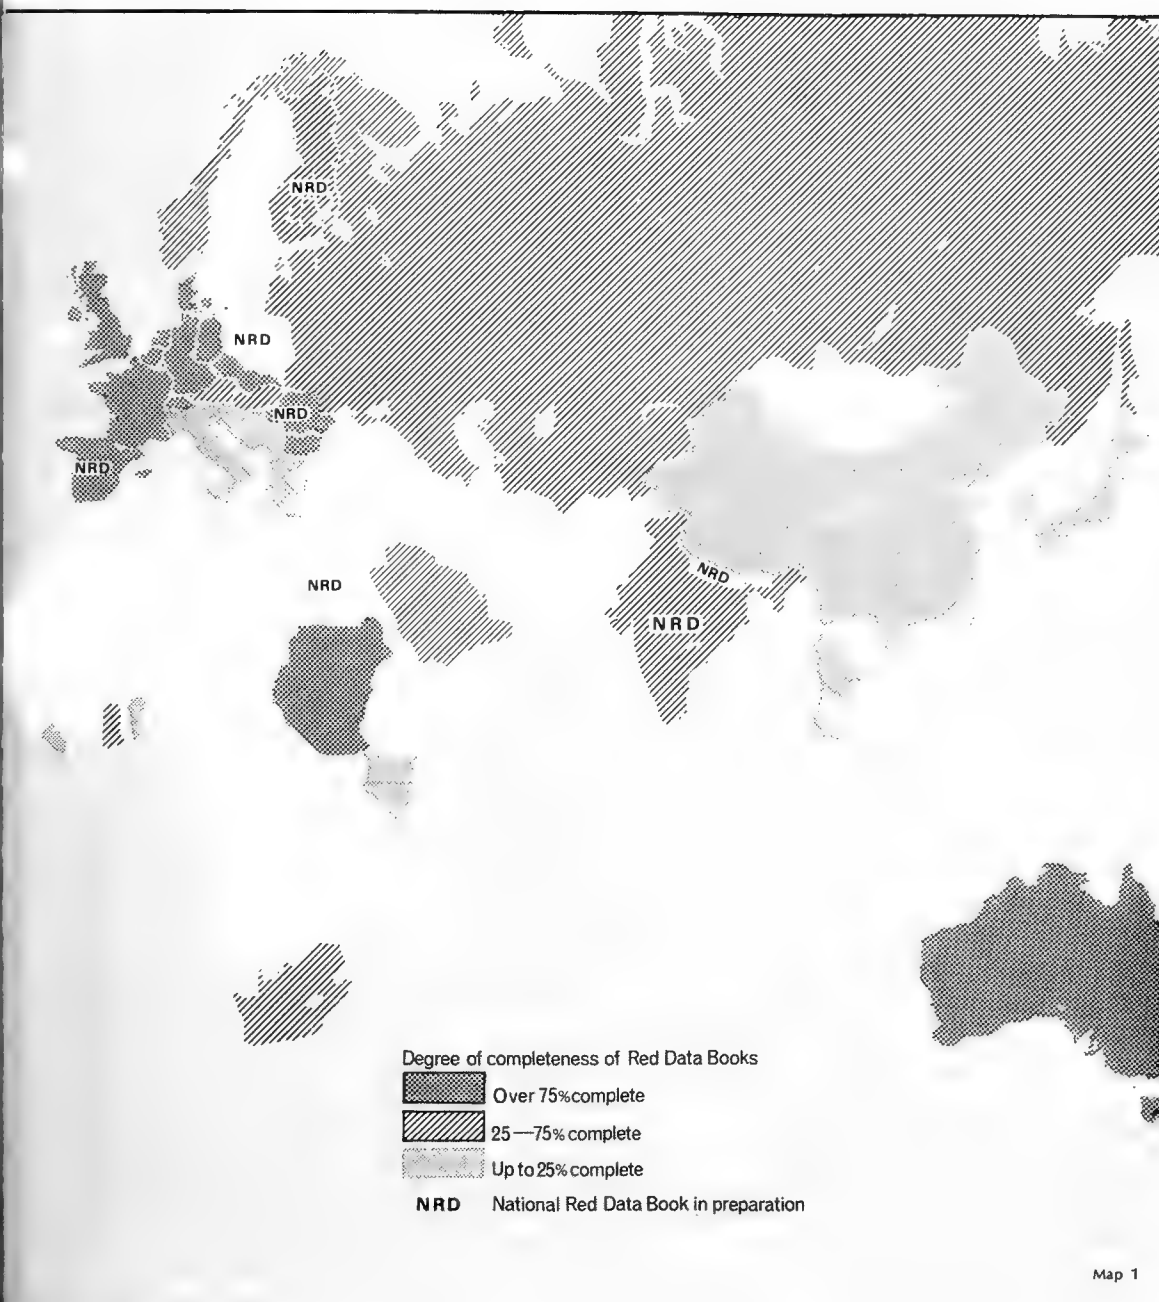 NRD
NRD
NRD
NRD
NRD
NRD
NRD
Degree of completeness of Red Data Books
Over 75%complete
25—75% complete
Up to 25% complete
NRD National Red Data Book in preparation
Map 1